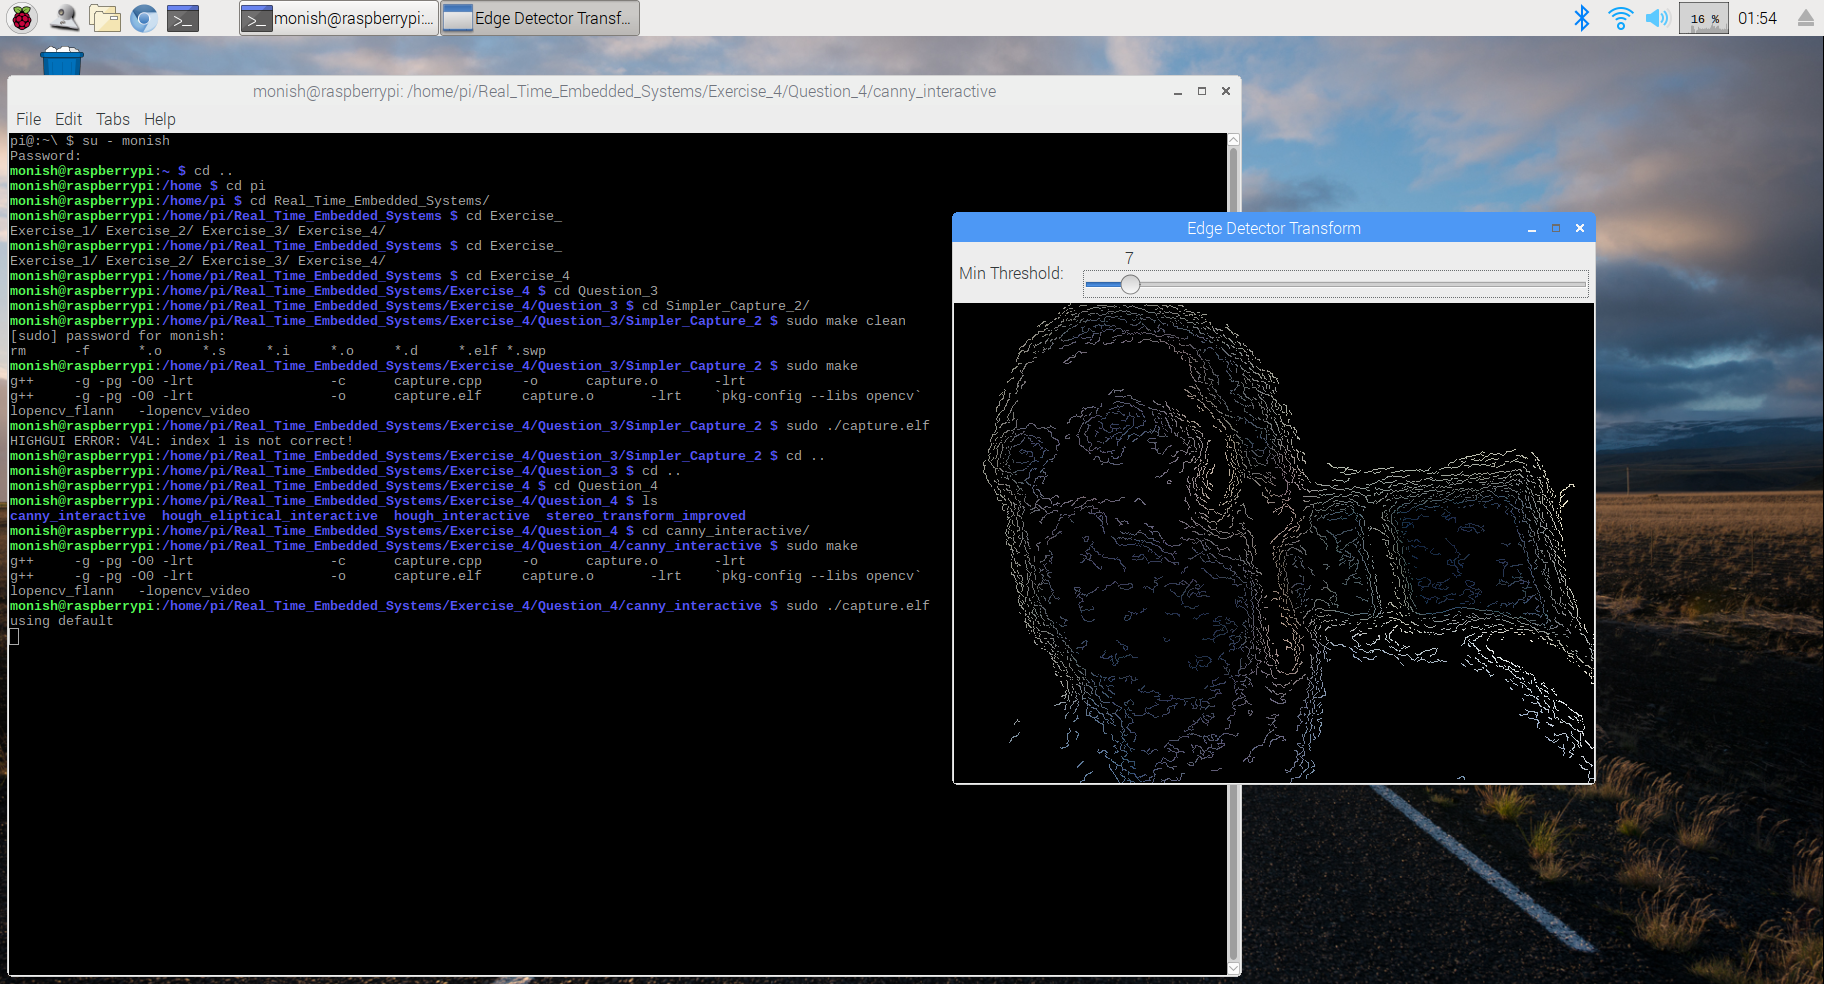 monish@raspberrypi:... Edge Detector Transf... 16 % 01:54
monish@raspberrypi: /home/pi/Real_Time_Embedded_Systems/Exercise_4/Question_4/canny_interactive
File Edit Tabs Help
pi@:~\ $ su - monish
Password:
monish@raspberrypi:~ $ cd ..
monish@raspberrypi:/home $ cd pi
monish@raspberrypi:/home/pi $ cd Real_Time_Embedded_Systems/
monish@raspberrypi:/home/pi/Real_Time_Embedded_Systems $ cd Exercise_
Exercise_1/ Exercise_2/ Exercise_3/ Exercise_4/
monish@raspberrypi:/home/pi/Real_Time_Embedded_Systems $ cd Exercise_
Exercise_1/ Exercise_2/ Exercise_3/ Exercise_4/
monish@raspberrypi:/home/pi/Real_Time_Embedded_Systems $ cd Exercise_4
monish@raspberrypi:/home/pi/Real_Time_Embedded_Systems/Exercise_4 $ cd Question_3
monish@raspberrypi:/home/pi/Real_Time_Embedded_Systems/Exercise_4/Question_3 $ cd Simpler_Capture_2/
monish@raspberrypi:/home/pi/Real_Time_Embedded_Systems/Exercise_4/Question_3/Simpler_Capture_2 $ sudo make clean
[sudo] password for monish:
rm -f *.o *.s *.i *.o *.d *.elf *.swp
monish@raspberrypi:/home/pi/Real_Time_Embedded_Systems/Exercise_4/Question_3/Simpler_Capture_2 $ sudo make
g++ -g -pg -O0 -lrt -c capture.cpp -o capture.o -lrt
g++ -g -pg -O0 -lrt -o capture.elf capture.o -lrt `pkg-config --libs opencv`
lopencv_flann -lopencv_video
monish@raspberrypi:/home/pi/Real_Time_Embedded_Systems/Exercise_4/Question_3/Simpler_Capture_2 $ sudo ./capture.elf
HIGHGUI ERROR: V4L: index 1 is not correct!
monish@raspberrypi:/home/pi/Real_Time_Embedded_Systems/Exercise_4/Question_3/Simpler_Capture_2 $ cd ..
monish@raspberrypi:/home/pi/Real_Time_Embedded_Systems/Exercise_4/Question_3 $ cd ..
monish@raspberrypi:/home/pi/Real_Time_Embedded_Systems/Exercise_4 $ cd Question_4
monish@raspberrypi:/home/pi/Real_Time_Embedded_Systems/Exercise_4/Question_4 $ ls
canny_interactive hough_eliptical_interactive hough_interactive stereo_transform_improved
monish@raspberrypi:/home/pi/Real_Time_Embedded_Systems/Exercise_4/Question_4 $ cd canny_interactive/
monish@raspberrypi:/home/pi/Real_Time_Embedded_Systems/Exercise_4/Question_4/canny_interactive $ sudo make
g++ -g -pg -O0 -lrt -c capture.cpp -o capture.o -lrt
g++ -g -pg -O0 -lrt -o capture.elf capture.o -lrt `pkg-config --libs opencv`
lopencv_flann -lopencv_video
monish@raspberrypi:/home/pi/Real_Time_Embedded_Systems/Exercise_4/Question_4/canny_interactive $ sudo ./capture.elf
using default
Edge Detector Transform
7
Min Threshold: